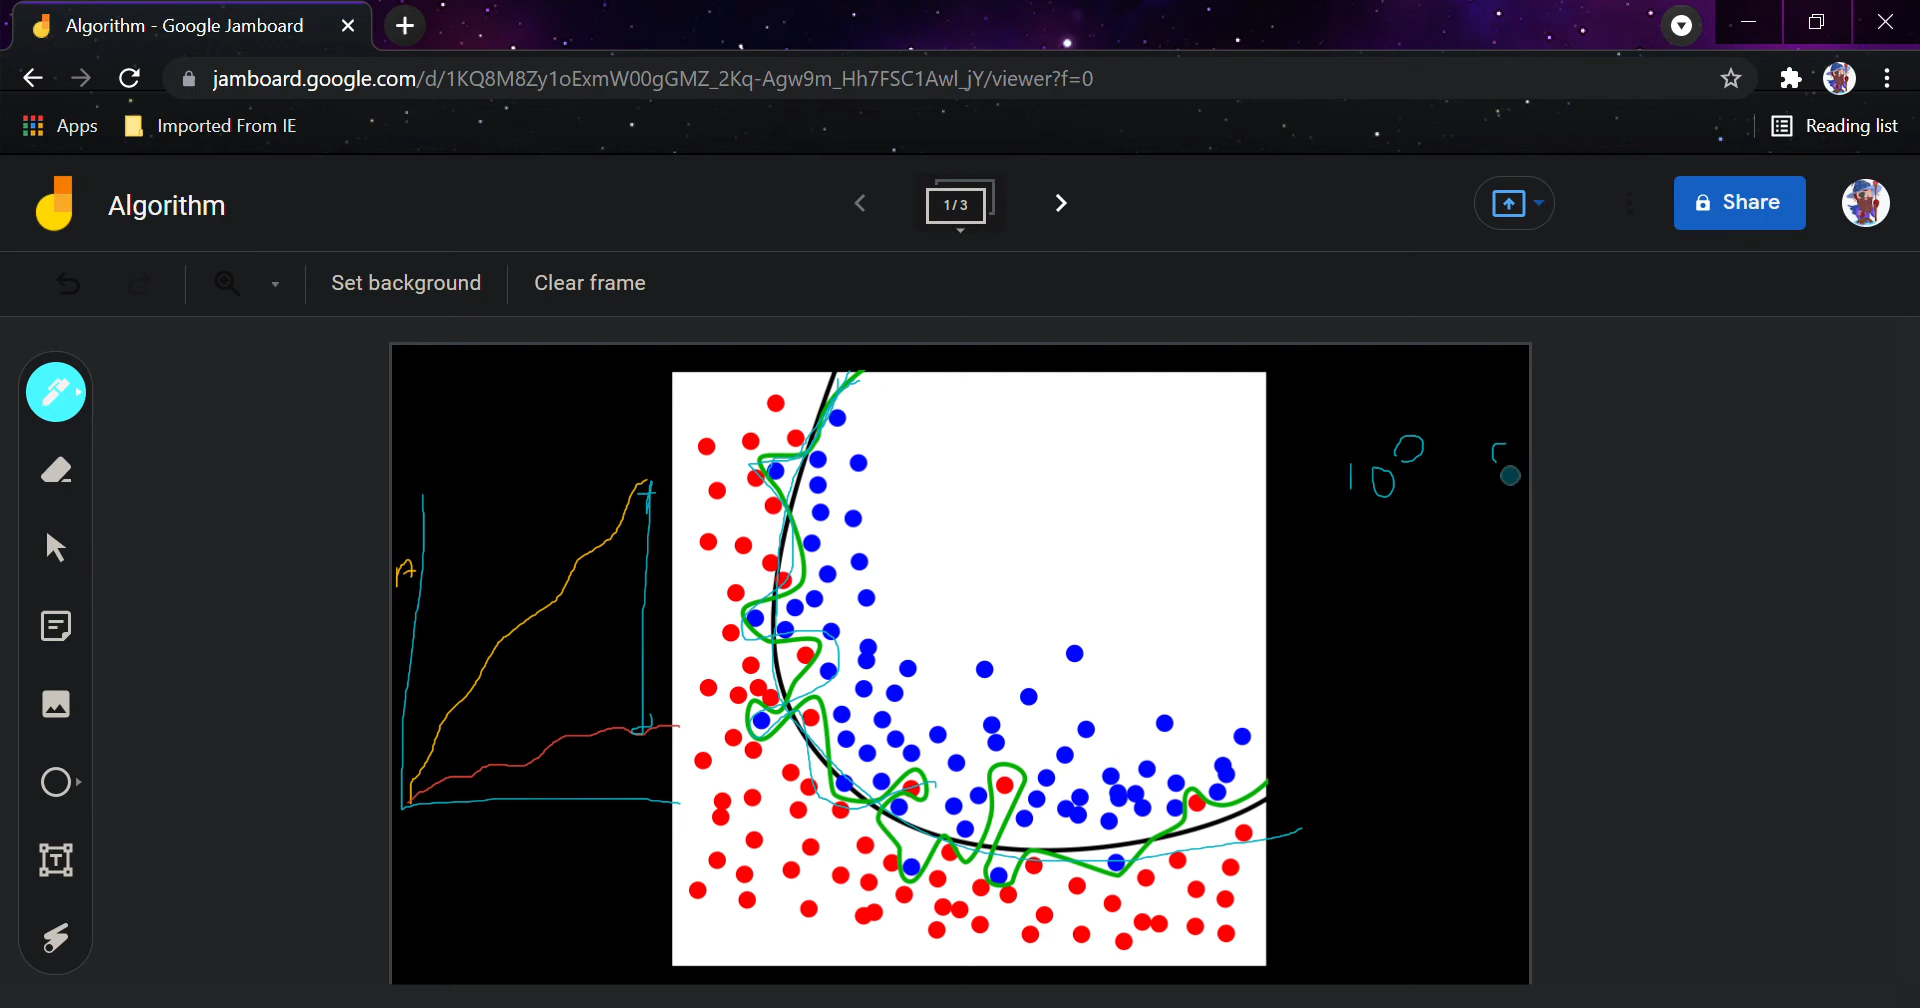 Algorithm - Google Jamboard
jamboard.google.com/d/1KQ8M8Zy1oExmW00gGMZ_2Kq-Agw9m_Hh7FSC1Awl_jY/viewer?f=0
Apps Imported From IE Reading list
Algorithm 1/3 Share
Set background Clear frame
T